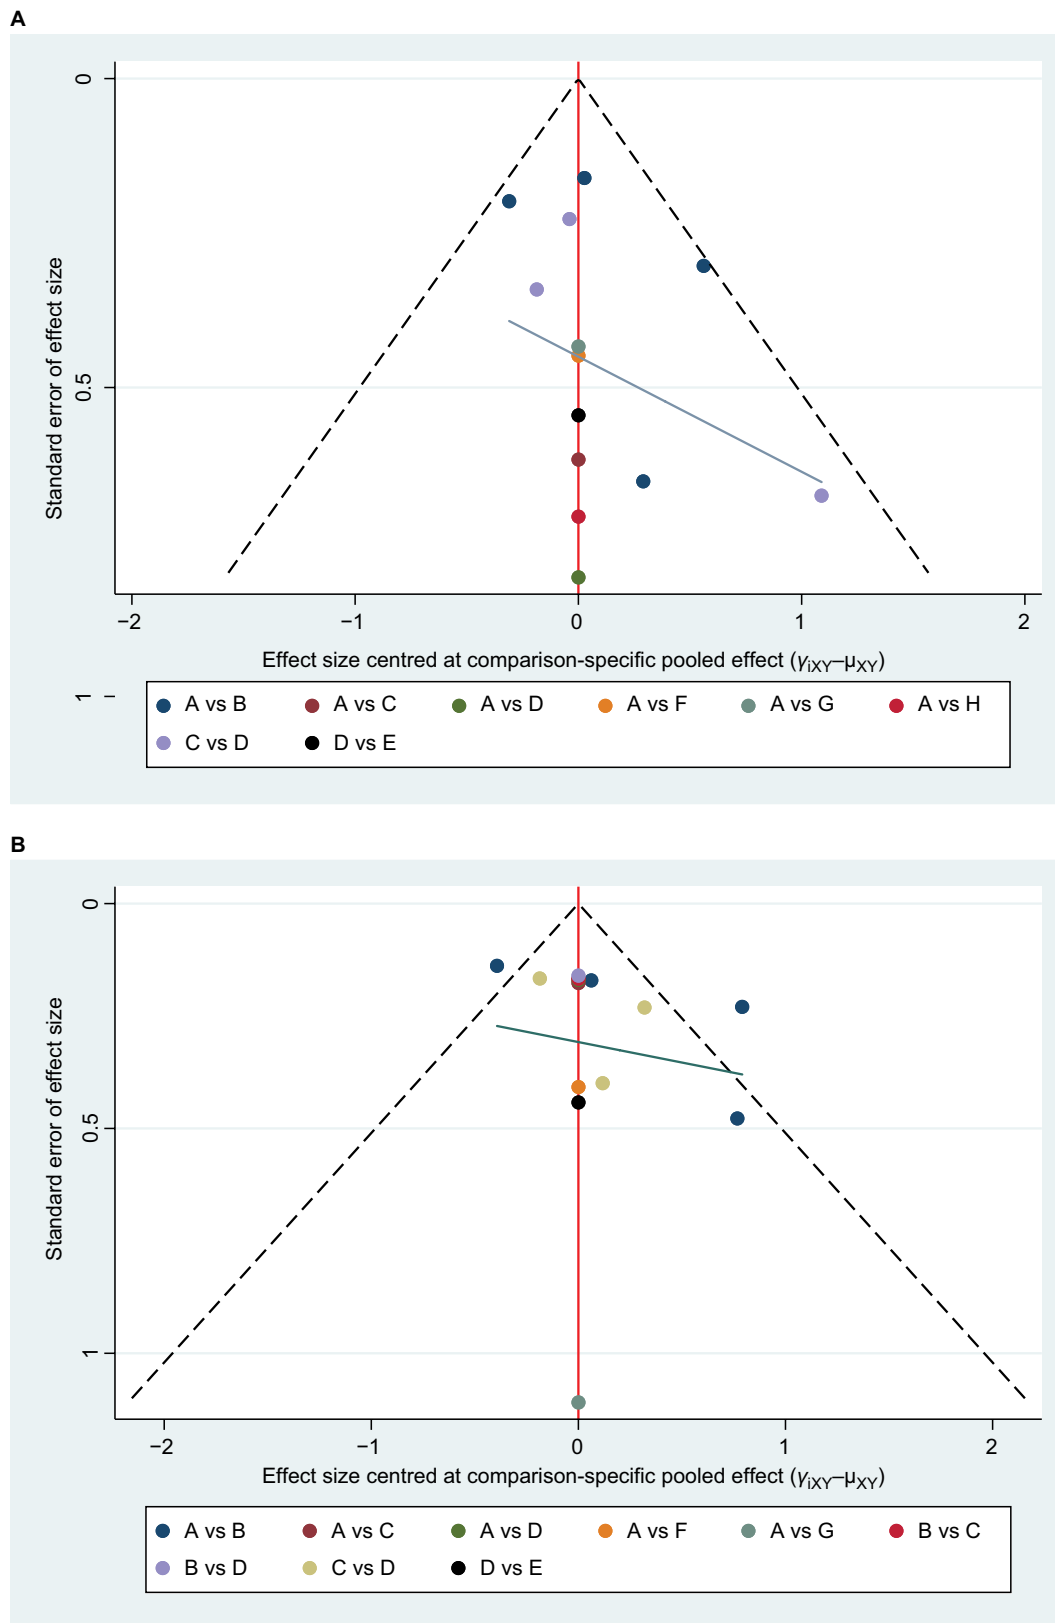 A
0
0.5
1
Standard error of effect size
−2 −1 0 1 2
Effect size centred at comparison-specific pooled effect (γiXY–μXY)
A vs B A vs C A vs D A vs F A vs G A vs H
C vs D D vs E
B
0
0.5
1
Standard error of effect size
−2 −1 0 1 2
Effect size centred at comparison-specific pooled effect (γiXY–μXY)
A vs B A vs C A vs D A vs F A vs G B vs C
B vs D C vs D D vs E